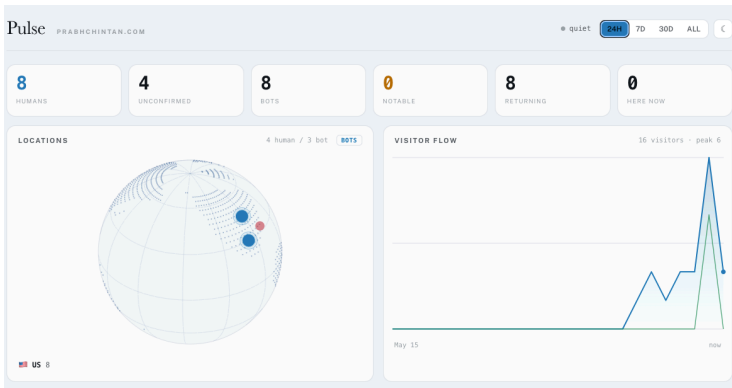 Pulse PRABHCHINTAN.COM
quiet 24H 7D 30D ALL
8 4 8 0 8 0
HUMANS UNCONFIRMED BOTS NOTABLE RETURNING HERE NOW
LOCATIONS 4 human / 3 bot BOTS
VISITOR FLOW 16 visitors · peak 6
May 15 now
US 8